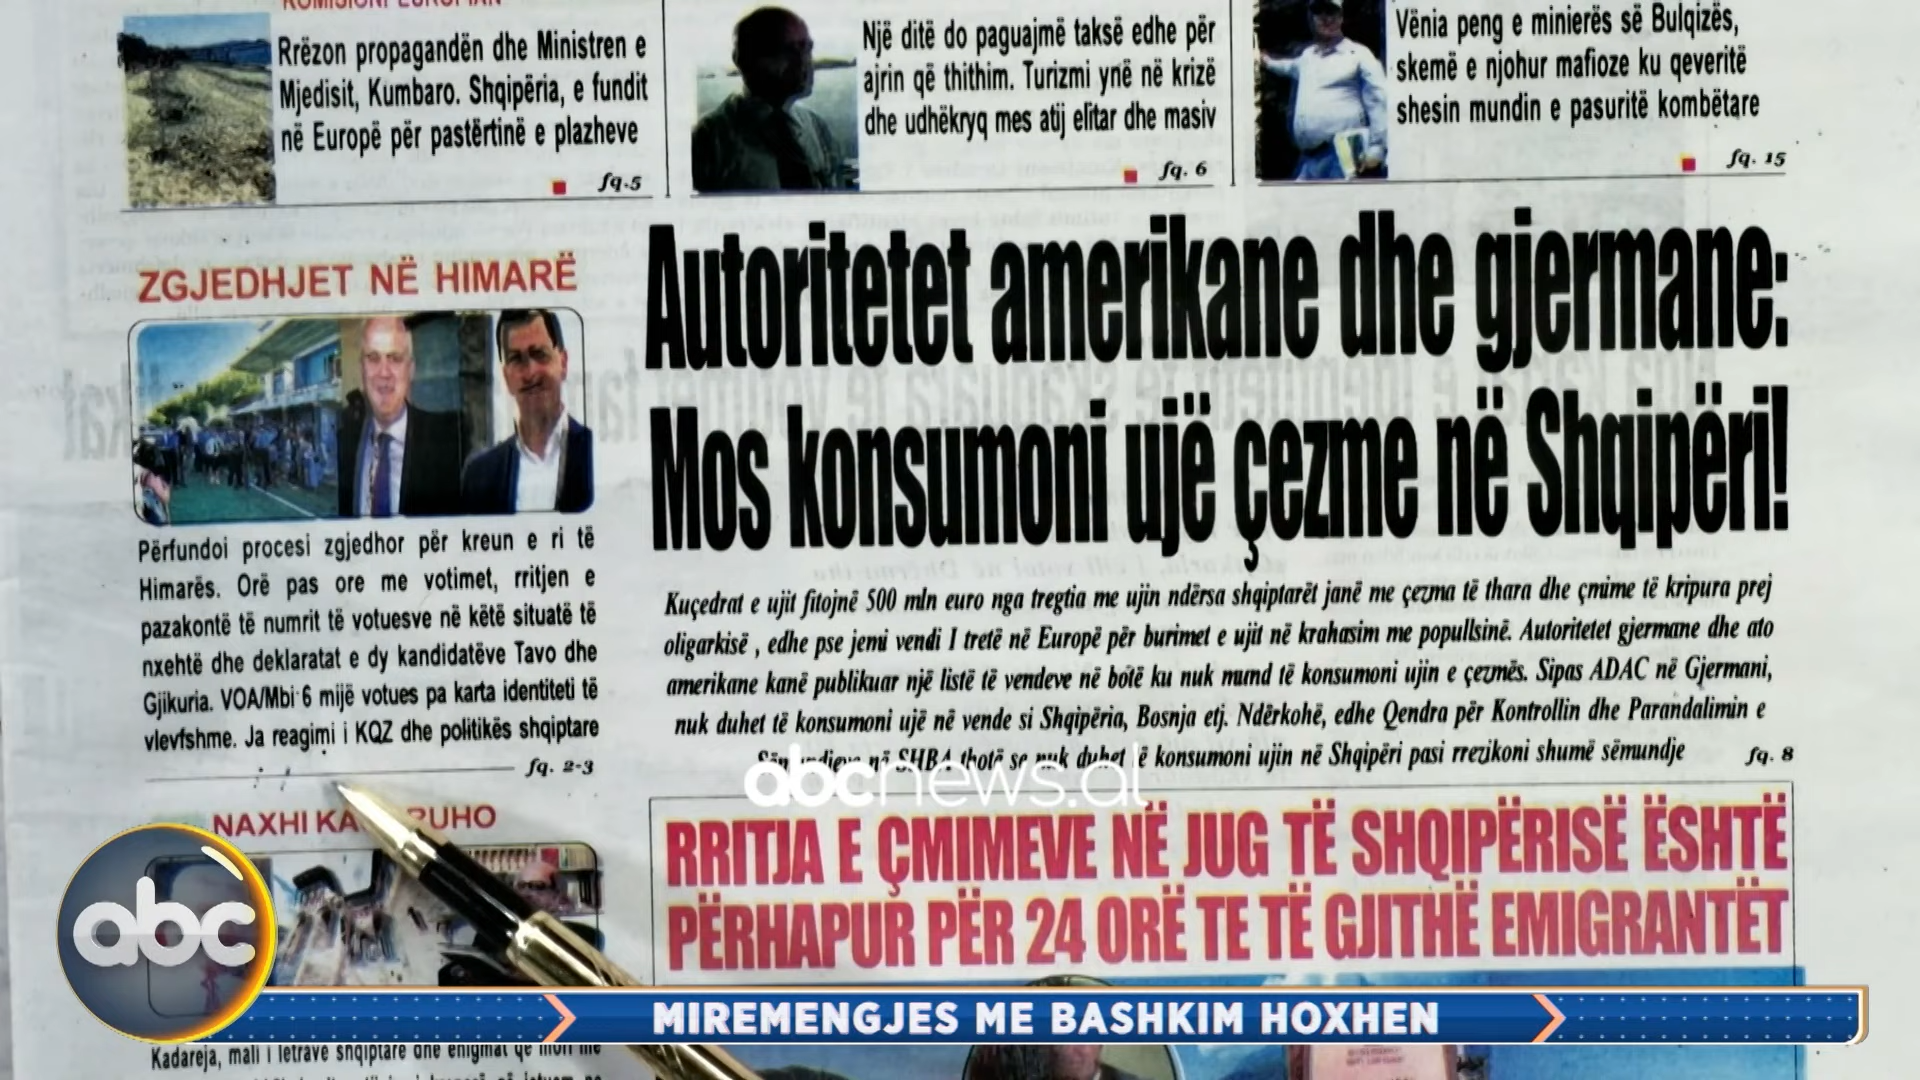 KOMISIONI EUROPIAN
Rrëzon propagandën dhe Ministren e
Mjedisit, Kumbaro. Shqipëria, e fundit
në Europë për pastërtinë e plazheve
fq.5
Një ditë do paguajmë taksë edhe për
ajrin që thithim. Turizmi ynë në krizë
dhe udhëkryq mes atij elitar dhe masiv
fq. 6
Vënia peng e minierës së Bulqizës,
skemë e njohur mafioze ku qeveritë
shesin mundin e pasuritë kombëtare
fq. 15
ZGJEDHJET NË HIMARË
Përfundoi procesi zgjedhor për kreun e ri të
Himarës. Orë pas ore me votimet, rritjen e
pazakontë të numrit të votuesve në këtë situatë të
nxehtë dhe deklaratat e dy kandidatëve Tavo dhe
Gjikuria. VOA/Mbi 6 mijë votues pa karta identiteti të
vlevfshme. Ja reagimi i KQZ dhe politikës shqiptare
fq. 2-3
Autoritetet amerikane dhe gjermane:
Mos konsumoni ujë çezme në Shqipëri!
Kuçedrat e ujit fitojnë 500 mln euro nga tregtia me ujin ndërsa shqiptarët janë me çezma të thara dhe çmime të kripura prej
oligarkisë , edhe pse jemi vendi I tretë në Europë për burimet e ujit në krahasim me popullsinë. Autoritetet gjermane dhe ato
amerikane kanë publikuar një listë të vendeve në botë ku nuk mund të konsumoni ujin e çezmës. Sipas ADAC në Gjermani,
nuk duhet të konsumoni ujë në vende si Shqipëria, Bosnja etj. Ndërkohë, edhe Qendra për Kontrollin dhe Parandalimin e
në SHBA thotë se nuk duhet të konsumoni ujin në Shqipëri pasi rrezikoni shumë sëmundje
fq. 8
abcnews.al
NAXHI KA
RRITJA E ÇMIMEVE NË JUG TË SHQIPËRISË ËSHTË
PËRHAPUR PËR 24 ORË TE TË GJITHË EMIGRANTËT
abc
MIREMENGJES ME BASHKIM HOXHEN
Kadareja, mali i letrave shqiptare dhe enigmat që